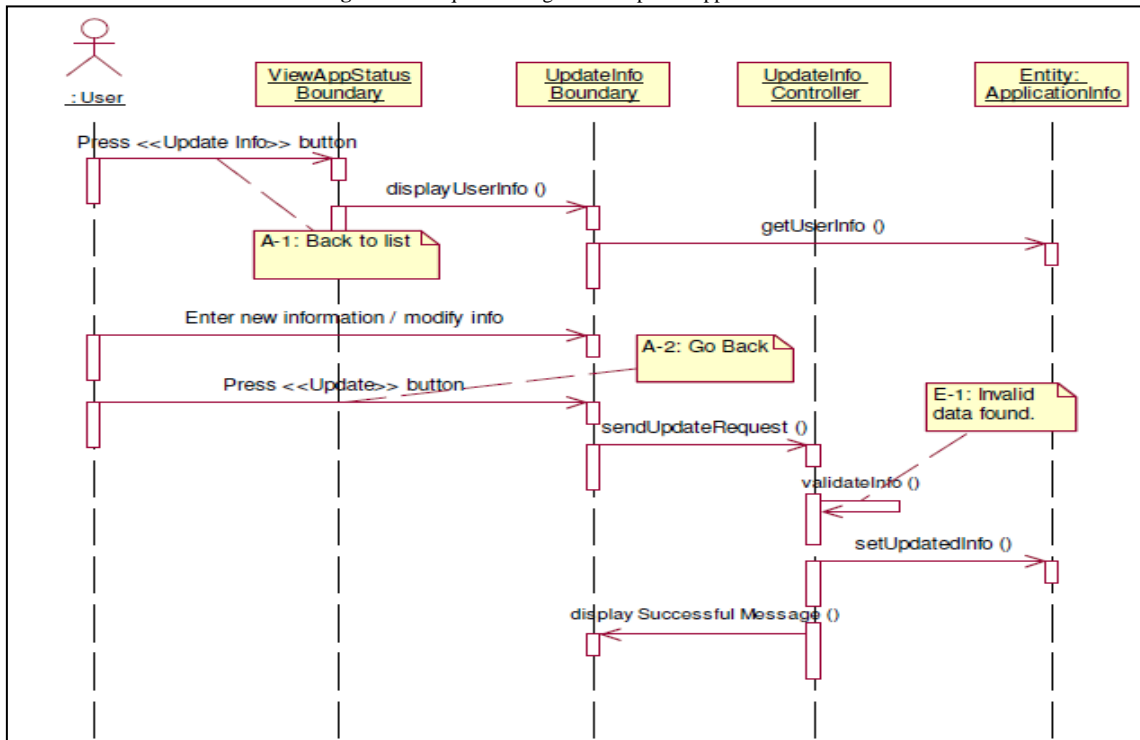 : User
ViewAppStatus
Boundary
UpdateInfo
Boundary
UpdateInfo
Controller
Entity:
ApplicationInfo
Press <<Update Info>> button
displayUserInfo ()
A-1: Back to list
getUserInfo ()
Enter new information / modify info
A-2: Go Back
Press <<Update>> button
E-1: Invalid
data found.
sendUpdateRequest ()
validateInfo ()
setUpdatedInfo ()
display Successful Message ()